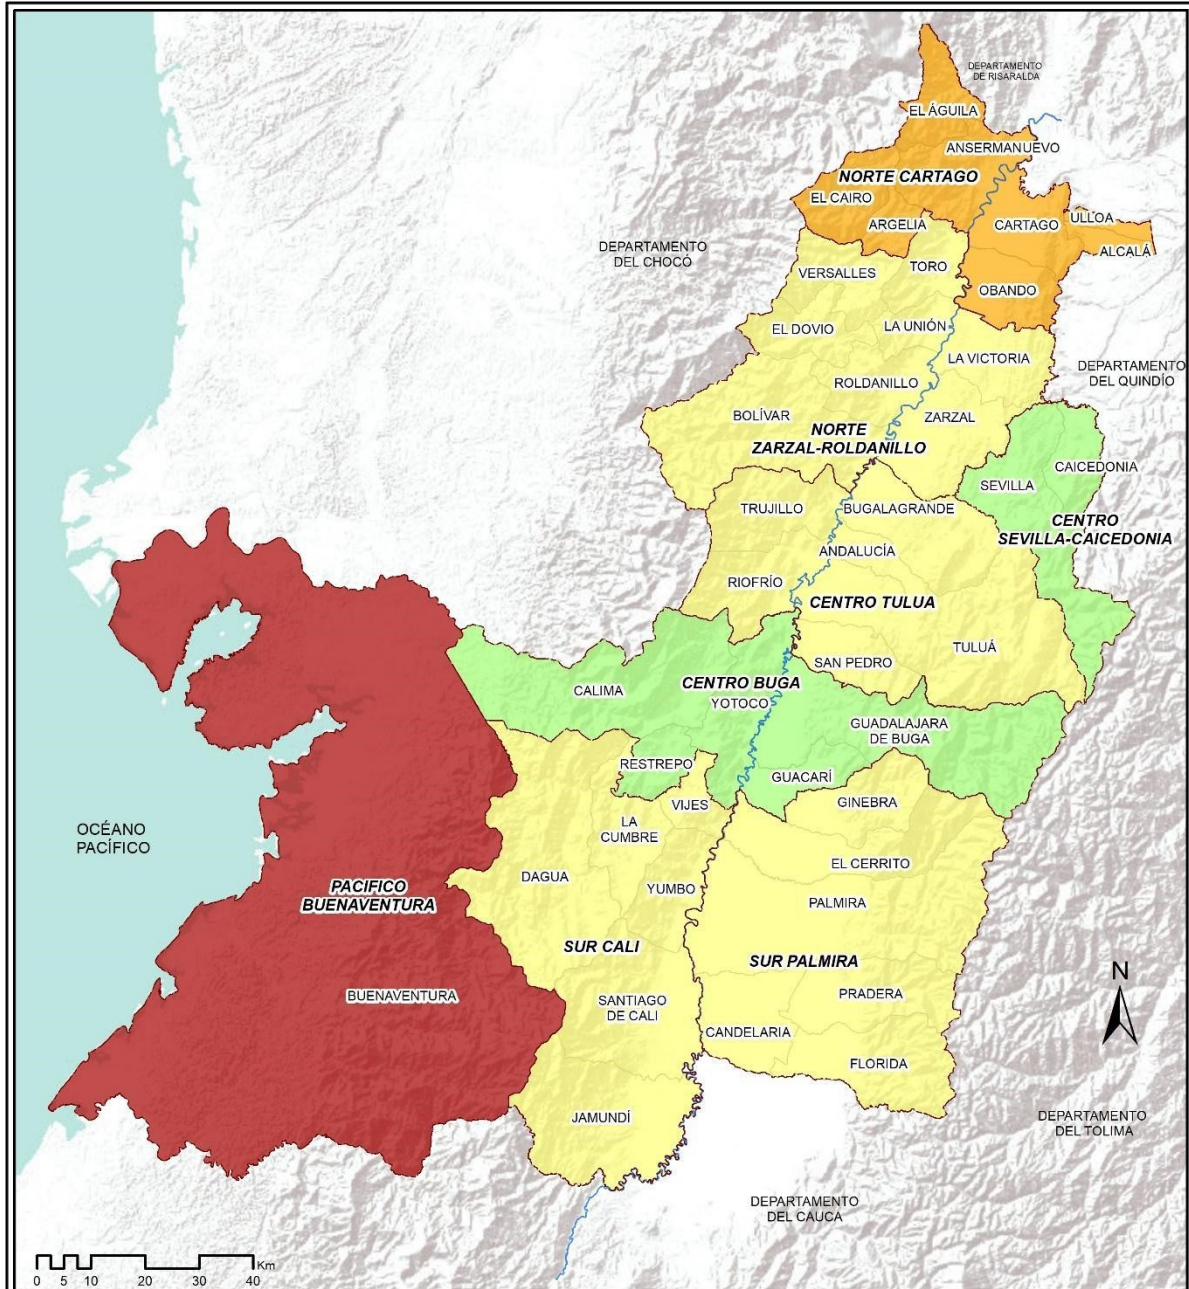 DEPARTAMENTO
DE RISARALDA
EL ÁGUILA
ANSERMANUEVO
NORTE CARTAGO
EL CAIRO
ARGELIA
CARTAGO
ULLOA
ALCALÁ
DEPARTAMENTO
DEL CHOCÓ
VERSALLES
TORO
OBANDO
EL DOVIO
LA UNIÓN
LA VICTORIA
DEPARTAMENTO
DEL QUINDÍO
ROLDANILLO
BOLÍVAR
ZARZAL
NORTE
ZARZAL-ROLDANILLO
CAICEDONIA
SEVILLA
TRUJILLO
BUGALAGRANDE
CENTRO
SEVILLA-CAICEDONIA
ANDALUCÍA
RIOFRÍO
CENTRO TULUA
TULUÁ
SAN PEDRO
CALIMA
CENTRO BUGA
YOTOCO
GUADALAJARA
DE BUGA
RESTREPO
GUACARÍ
VIJES
GINEBRA
LA
CUMBRE
OCÉANO
PACÍFICO
EL CERRITO
DAGUA
YUMBO
PACIFICO
BUENAVENTURA
PALMIRA
SUR CALI
SUR PALMIRA
N
BUENAVENTURA
SANTIAGO
DE CALI
PRADERA
CANDELARIA
FLORIDA
JAMUNDÍ
DEPARTAMENTO
DEL TOLIMA
DEPARTAMENTO
DEL CAUCA
Km
0 5 10 20 30 40